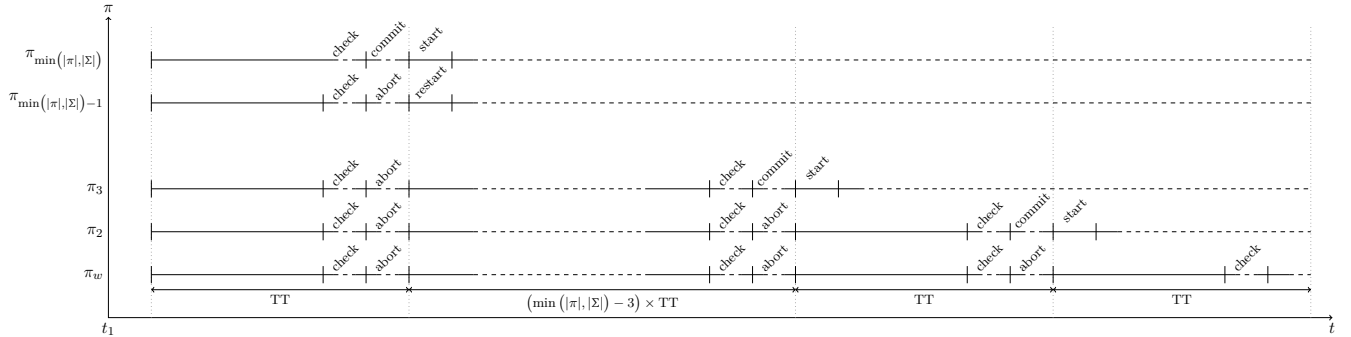 π
π_min(|π|,|Σ|) check commit start
π_min(|π|,|Σ|)−1 check abort restart
π_3 check abort check commit start
π_2 check abort check abort check commit start
π_w check abort check abort check abort check
TT (min (|π|, |Σ|) − 3) × TT TT TT
t_1 t